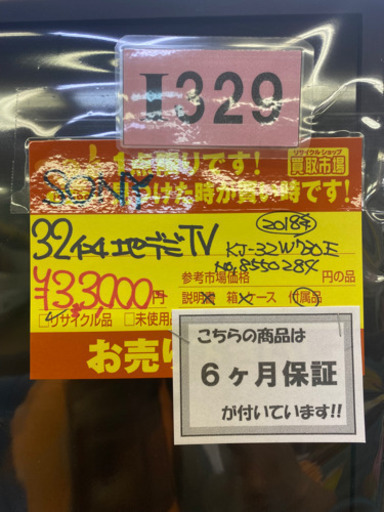 I329
1点限りです!
リサイクルショップ
買取市場
SONY
つけた時が買い時です!
2018年
32インチ地デジTV
KJ-32W730E
No,8550284
参考市場価格 円の品
¥33,000円
説明書 箱・ケース 付属品
□リサイクル品 □未使用
お売り
こちらの商品は
6ヶ月保証
が付いています!!